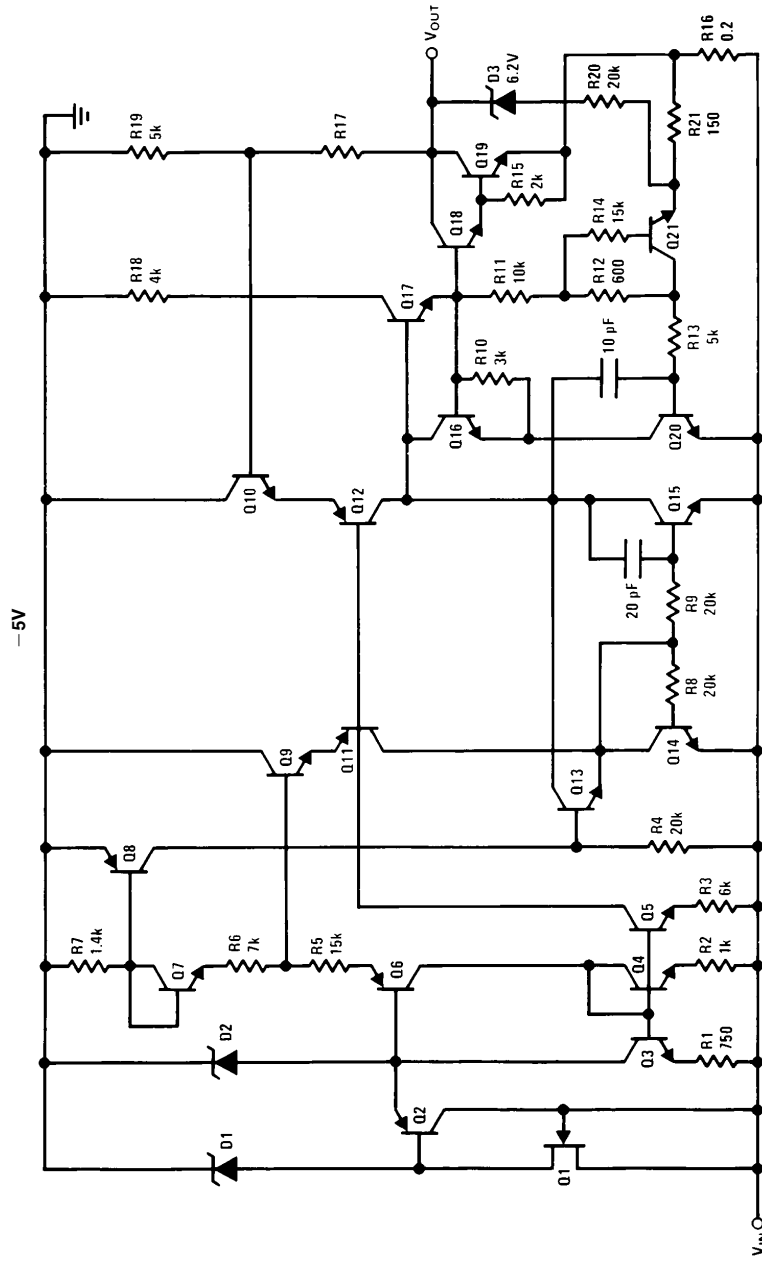 —5V
R19
5k
R18
4k
R17
VOUT
D3
6.2V
R20
20k
R16
0.2
R21
150
Q19
Q18
R15
2k
R14
15k
Q21
R12
600
R11
10k
Q17
R13
5k
10 pF
R10
3k
Q16
Q20
Q10
Q12
Q15
20 pF
R9
20k
R8
20k
Q14
Q9
Q11
Q13
Q8
R4
20k
R7
1.4k
Q7
R6
7k
R5
15k
Q6
Q5
Q4
R3
6k
R2
1k
D2
Q3
R1
750
D1
Q2
Q1
VIN